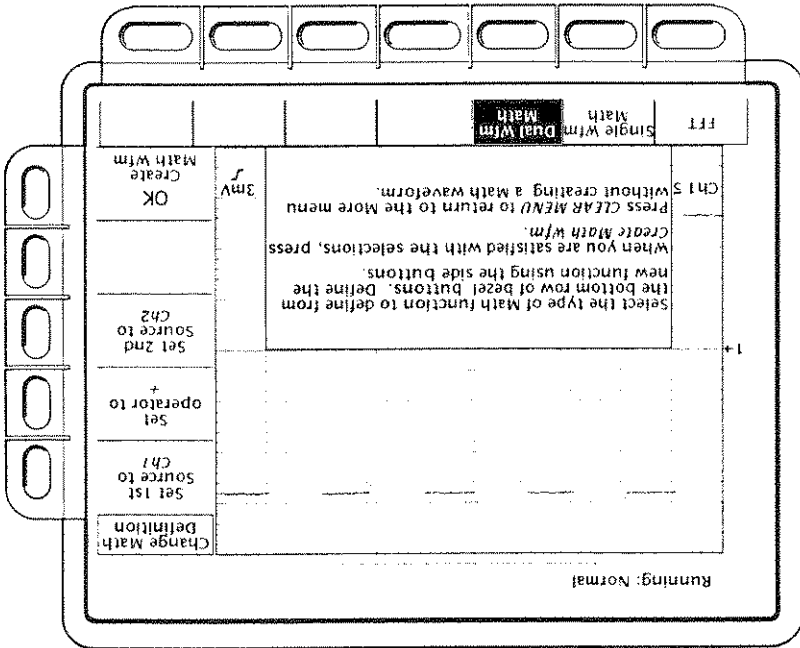 Running: Normal
Change Math
Definition
Set 1st
Source to
Ch1
Set
operator to
+
Set 2nd
Source to
Ch2
OK
Create
Math Wfm
1→
Select the type of Math function to define from
the bottom row of bezel buttons. Define the
new function using the side buttons.
When you are satisfied with the selections, press
Create Math wfm.
Press CLEAR MENU to return to the More menu
without creating a Math waveform.
Ch1 5
3mV
FFT
Single Wfm
Math
Dual Wfm
Math